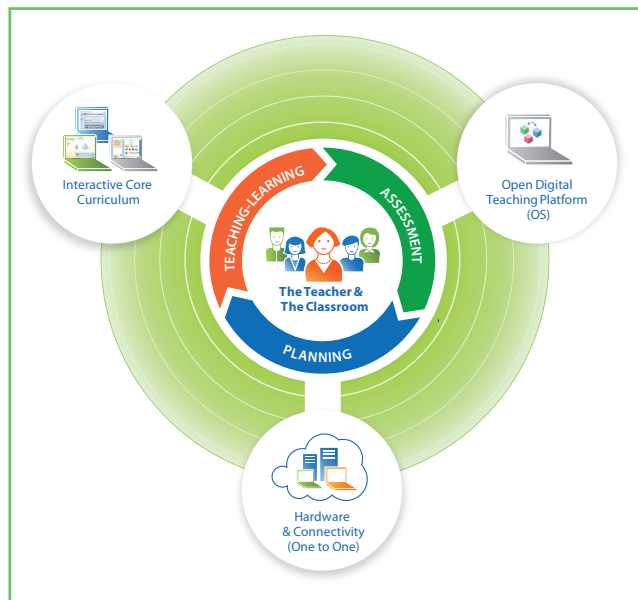 Interactive Core
Curriculum
Open Digital
Teaching Platform
(OS)
TEACHING-LEARNING
ASSESSMENT
The Teacher &
The Classroom
PLANNING
Hardware
& Connectivity
(One to One)